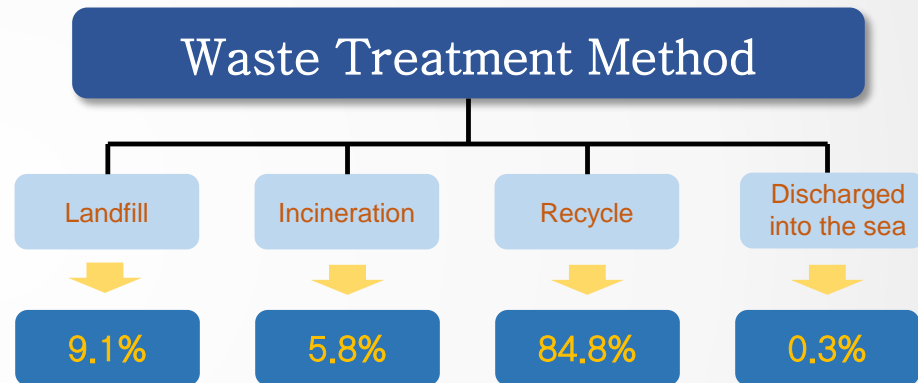 Waste Treatment Method
Landfill
Incineration
Recycle
Discharged
into the sea
9.1%
5.8%
84.8%
0.3%